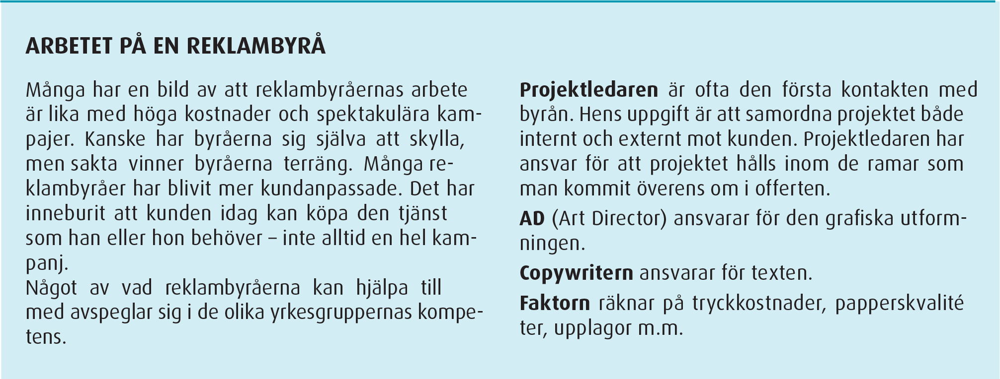 ARBETET PÅ EN REKLAMBYRÅ
Många har en bild av att reklambyråernas arbete
är lika med höga kostnader och spektakulära kam-
pajer. Kanske har byråerna sig själva att skylla,
men sakta vinner byråerna terräng. Många re-
klambyråer har blivit mer kundanpassade. Det har
inneburit att kunden idag kan köpa den tjänst
som han eller hon behöver – inte alltid en hel kam-
panj.
Något av vad reklambyråerna kan hjälpa till
med avspeglar sig i de olika yrkesgruppernas kompe-
tens.
Projektledaren är ofta den första kontakten med
byrån. Hens uppgift är att samordna projektet både
internt och externt mot kunden. Projektledaren har
ansvar för att projektet hålls inom de ramar som
man kommit överens om i offerten.
AD (Art Director) ansvarar för den grafiska utform-
ningen.
Copywritern ansvarar för texten.
Faktorn räknar på tryckkostnader, papperskvalité
ter, upplagor m.m.